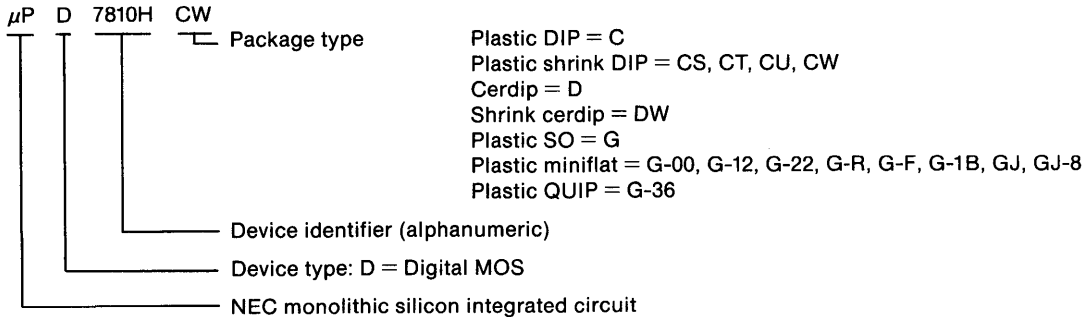 μP D 7810H CW
Package type
Plastic DIP = C
Plastic shrink DIP = CS, CT, CU, CW
Cerdip = D
Shrink cerdip = DW
Plastic SO = G
Plastic miniflat = G-00, G-12, G-22, G-R, G-F, G-1B, GJ, GJ-8
Plastic QUIP = G-36
Device identifier (alphanumeric)
Device type: D = Digital MOS
NEC monolithic silicon integrated circuit